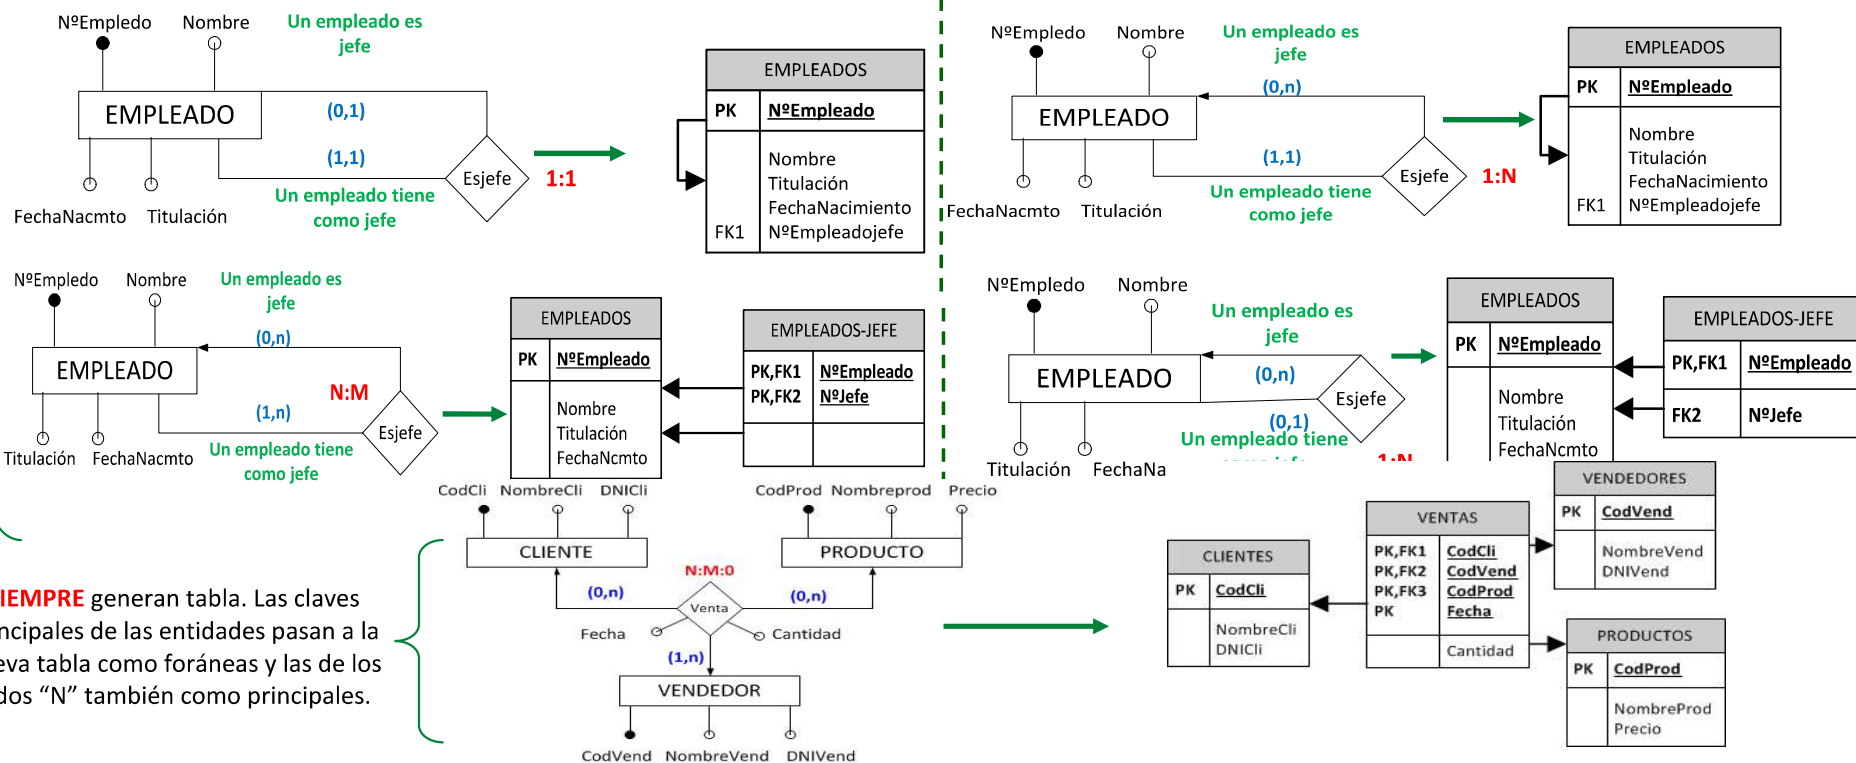 NºEmpledo Nombre
Un empleado es
jefe
EMPLEADO
(0,1)
(1,1)
Esjefe
1:1
Un empleado tiene
como jefe
FechaNacmto Titulación
EMPLEADOS
PK NºEmpleado
Nombre
Titulación
FechaNacimiento
FK1 NºEmpleadojefe
NºEmpledo Nombre
Un empleado es
jefe
EMPLEADO
(0,n)
(1,1)
Esjefe
1:N
Un empleado tiene
como jefe
FechaNacmto Titulación
EMPLEADOS
PK NºEmpleado
Nombre
Titulación
FechaNacimiento
FK1 NºEmpleadojefe
NºEmpledo Nombre
Un empleado es
jefe
EMPLEADO
(0,n)
N:M
(1,n)
Esjefe
Un empleado tiene
como jefe
Titulación FechaNacmto
EMPLEADOS
PK NºEmpleado
Nombre
Titulación
FechaNcmto
EMPLEADOS-JEFE
PK,FK1 NºEmpleado
PK,FK2 NºJefe
NºEmpledo Nombre
Un empleado es
jefe
EMPLEADO
(0,n)
Esjefe
(0,1)
Un empleado tiene
como jefe
1:N
Titulación FechaNa
EMPLEADOS
PK NºEmpleado
Nombre
Titulación
FechaNcmto
EMPLEADOS-JEFE
PK,FK1 NºEmpleado
FK2 NºJefe
IEMPRE generan tabla. Las claves
ncipales de las entidades pasan a la
eva tabla como foráneas y las de los
dos “N” también como principales.
CodCli NombreCli DNICli
CLIENTE
CodProd Nombreprod Precio
PRODUCTO
N:M:0
(0,n)
(0,n)
Venta
Fecha
Cantidad
(1,n)
VENDEDOR
CodVend NombreVend DNIVend
CLIENTES
PK CodCli
NombreCli
DNICli
VENTAS
PK,FK1 CodCli
PK,FK2 CodVend
PK,FK3 CodProd
PK Fecha
Cantidad
VENDEDORES
PK CodVend
NombreVend
DNIVend
PRODUCTOS
PK CodProd
NombreProd
Precio